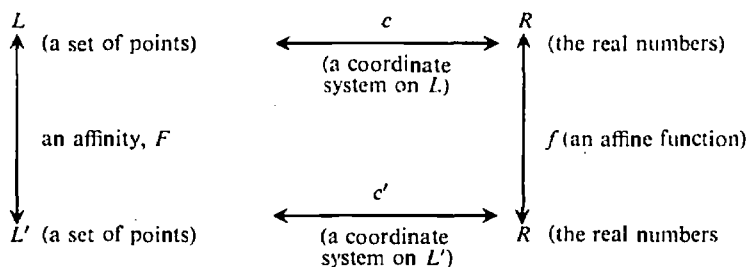 L c R
(a set of points) (the real numbers)
(a coordinate
system on L)
an affinity, F f (an affine function)
c'
L' (a set of points) R (the real numbers
(a coordinate
system on L')